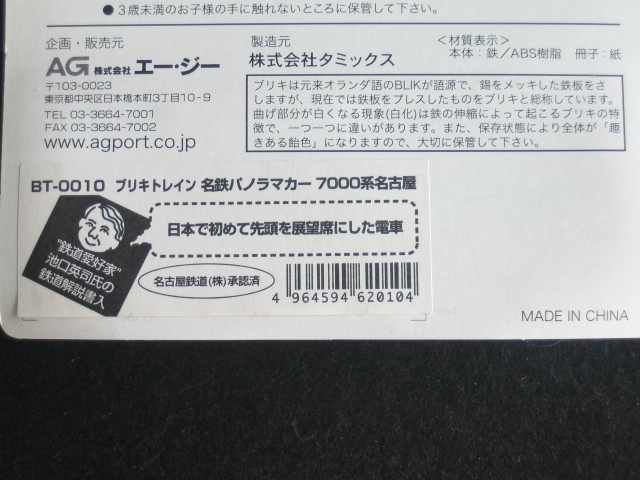 ●3歳未満のお子様の手に触れないところに保管して下さい。
企画・販売元
AG 株式会社 エー・ジー
〒103-0023
東京都中央区日本橋本町3丁目10-9
TEL 03-3664-7001
FAX 03-3664-7002
www.agport.co.jp
製造元
株式会社タミックス
＜材質表示＞
本体：鉄／ABS樹脂 冊子：紙
ブリキは元来オランダ語のBLIKが語源で、錫をメッキした鉄板をさ
しますが、現在では鉄板をプレスしたものをブリキと総称しています。
曲げ部分が白くなる現象(白化)は鉄の伸縮によって起こるブリキの特
徴で、一つ一つに違いがあります。また、保存状態により全体が「趣
きある飴色」になりますので、大切に保管して下さい。
BT-0010 ブリキトレイン 名鉄パノラマカー 7000系名古屋
日本で初めて先頭を展望席にした電車
"鉄道愛好家"
池口英司氏の
鉄道解説書入
名古屋鉄道(株)承認済
4 964594 620104
MADE IN CHINA